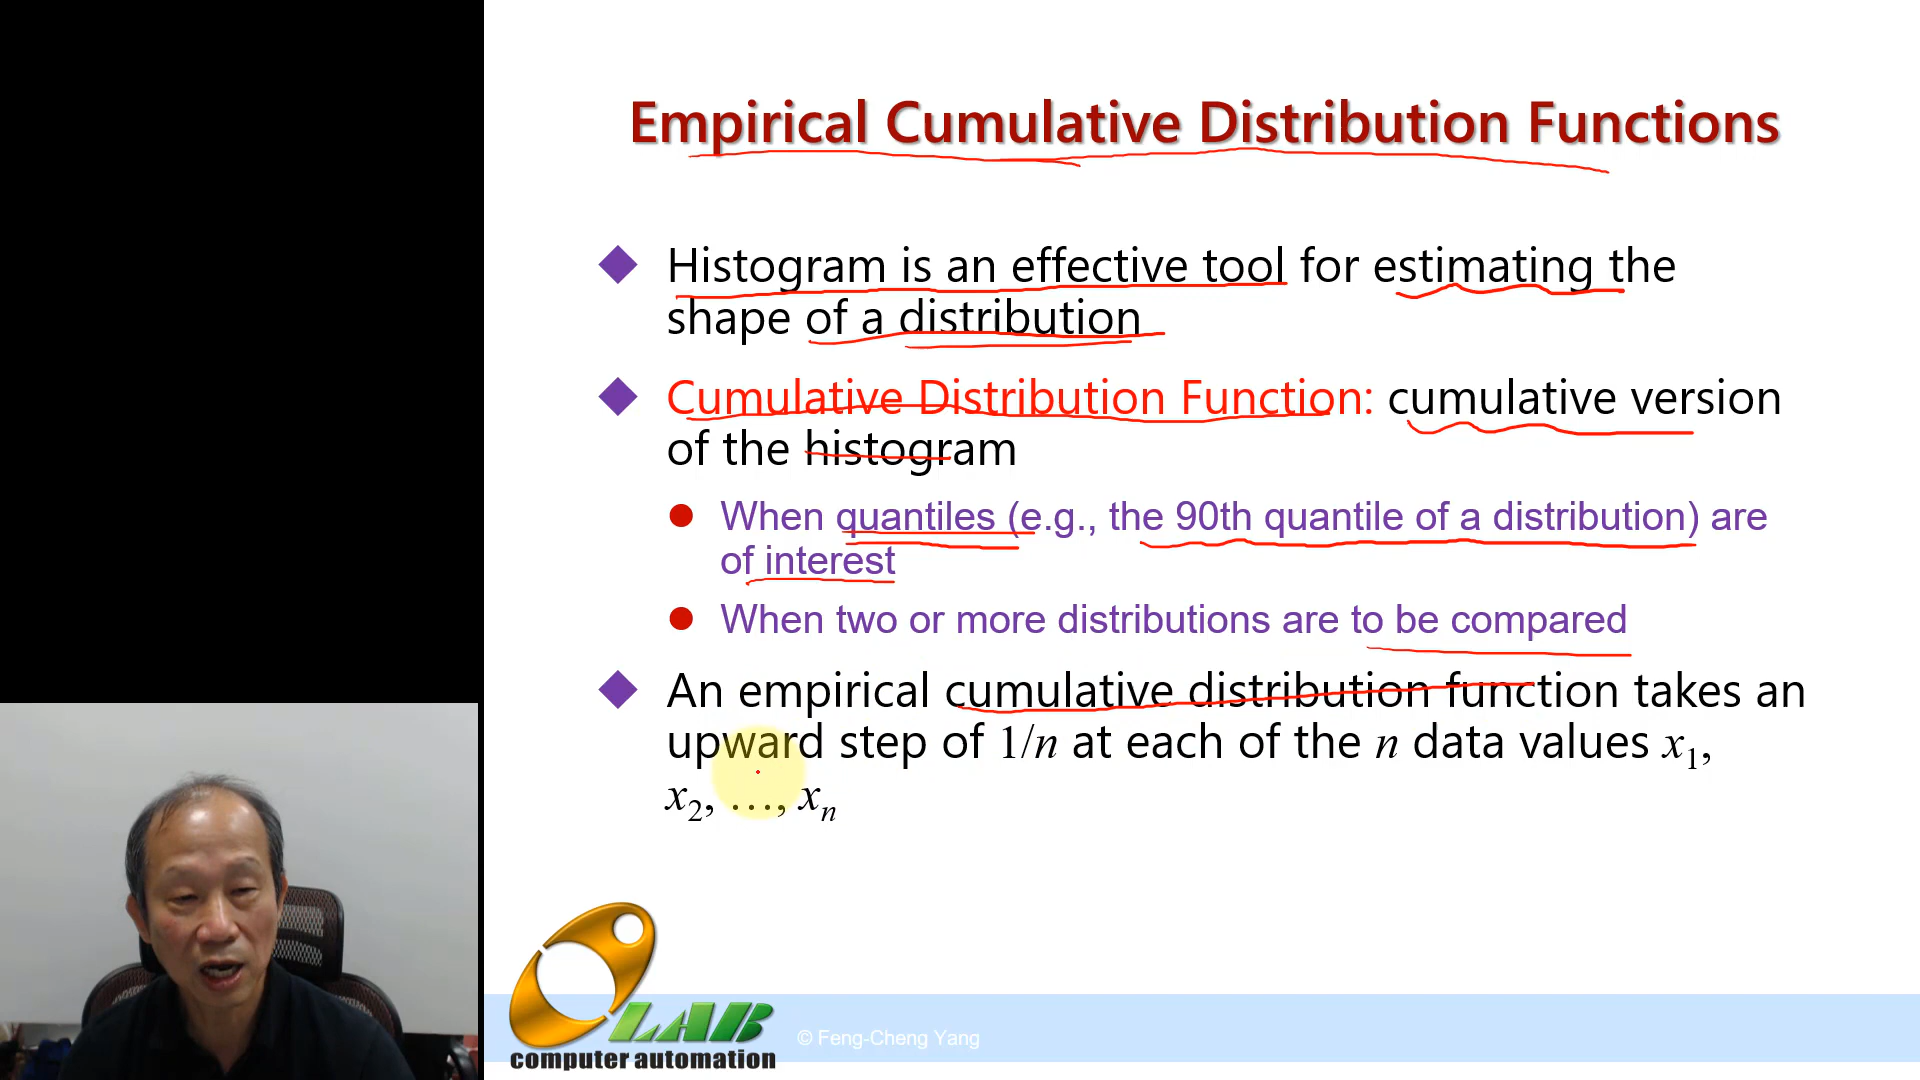 Empirical Cumulative Distribution Functions
Histogram is an effective tool for estimating the
shape of a distribution
Cumulative Distribution Function: cumulative version
of the histogram
When quantiles (e.g., the 90th quantile of a distribution) are
of interest
When two or more distributions are to be compared
An empirical cumulative distribution function takes an
upward step of 1/n at each of the n data values x₁,
x₂, …, xₙ
LAB
computer automation
© Feng-Cheng Yang